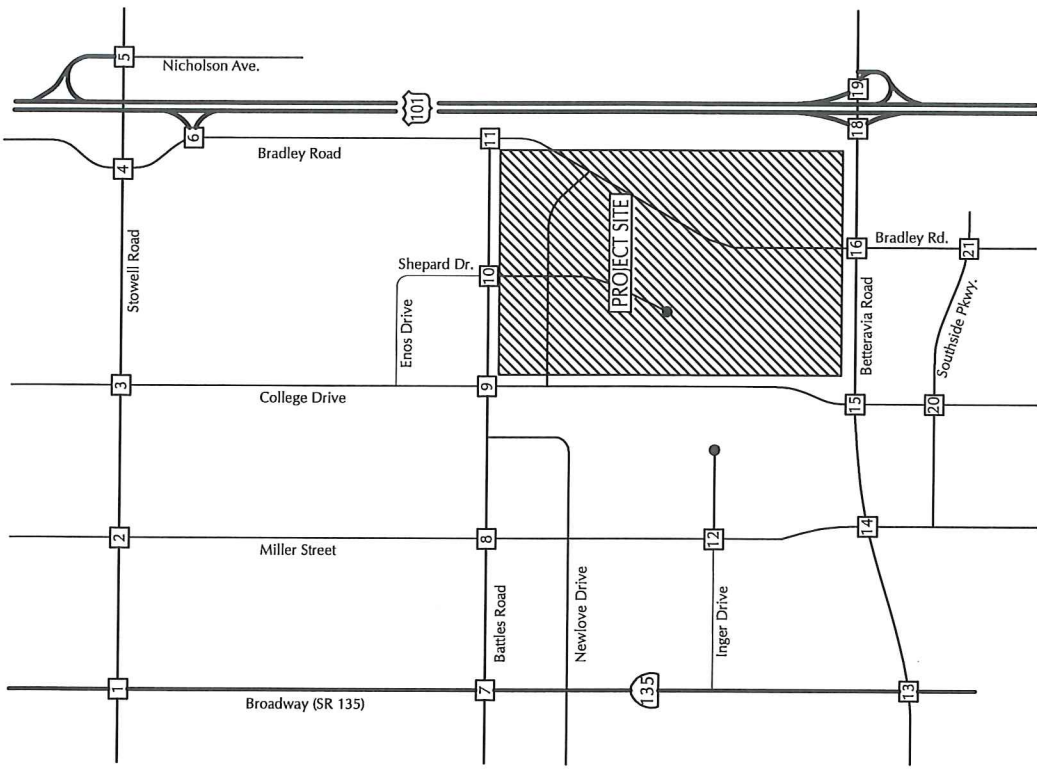 5
Nicholson Ave.
19
101
18
6
Bradley Road
11
4
Stowell Road
PROJECT SITE
16
Bradley Rd.
21
Shepard Dr.
10
Enos Drive
Betteravia Road
Southside Pkwy.
3
College Drive
9
15
20
2
Miller Street
8
12
14
Battles Road
Newlove Drive
Inger Drive
1
Broadway (SR 135)
7
135
13